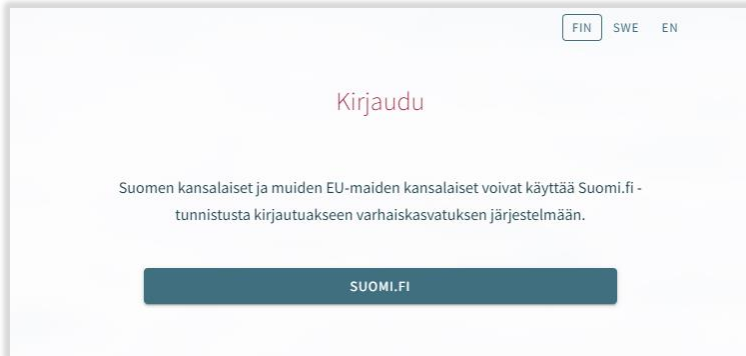 FIN SWE EN
Kirjaudu
Suomen kansalaiset ja muiden EU-maiden kansalaiset voivat käyttää Suomi.fi -
tunnistusta kirjautuakseen varhaiskasvatuksen järjestelmään.
SUOMI.FI